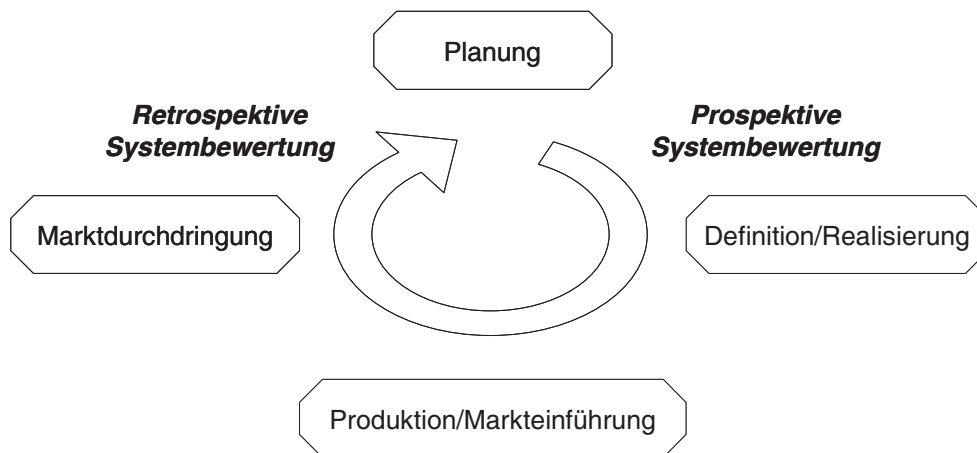 Planung
Retrospektive
Systembewertung
Prospektive
Systembewertung
Marktdurchdringung
Definition/Realisierung
Produktion/Markteinführung